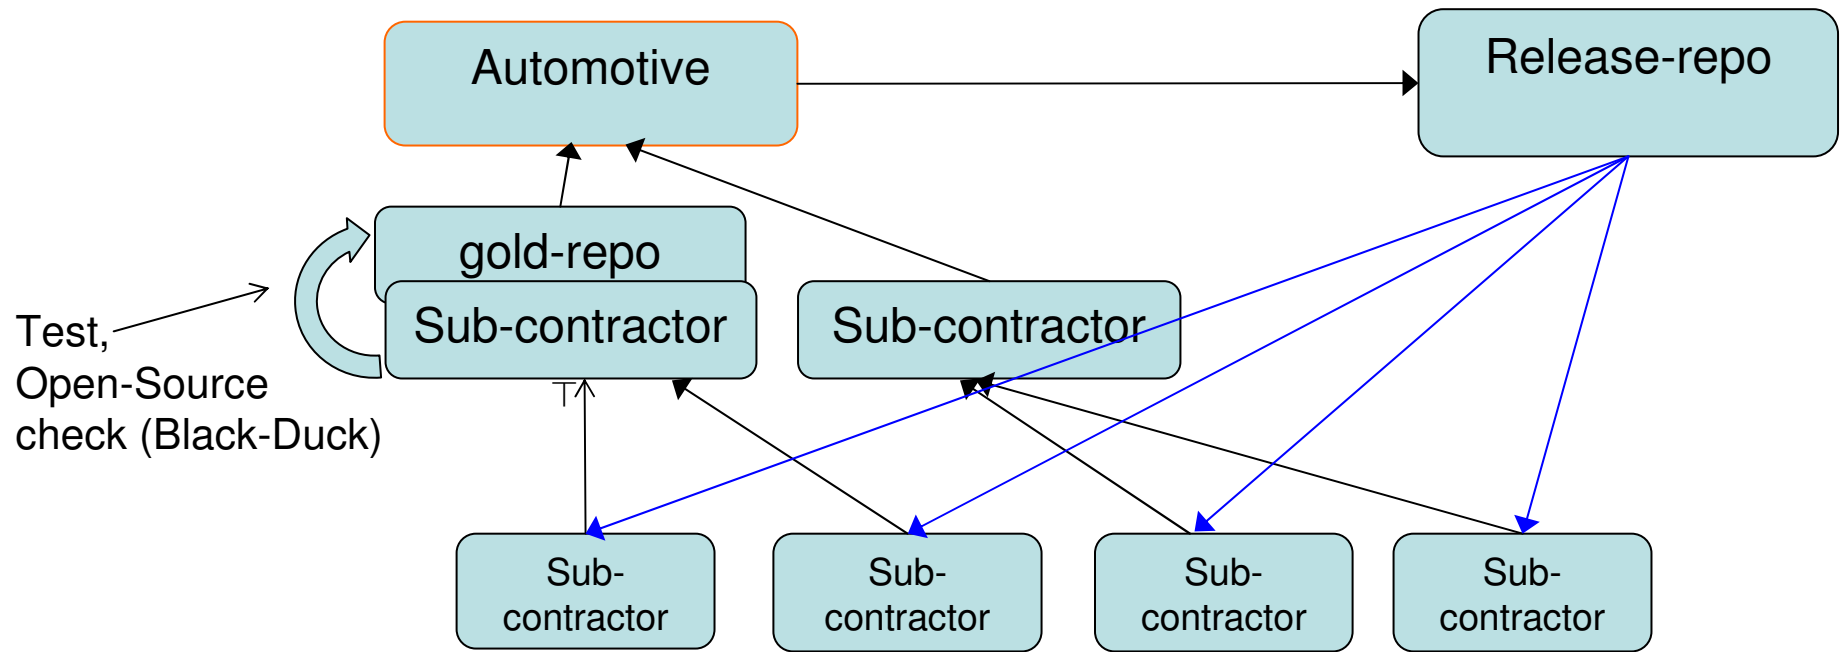 Automotive
Release-repo
gold-repo
Sub-contractor
Sub-contractor
Test,
Open-Source
check (Black-Duck)
T
Sub-
contractor
Sub-
contractor
Sub-
contractor
Sub-
contractor